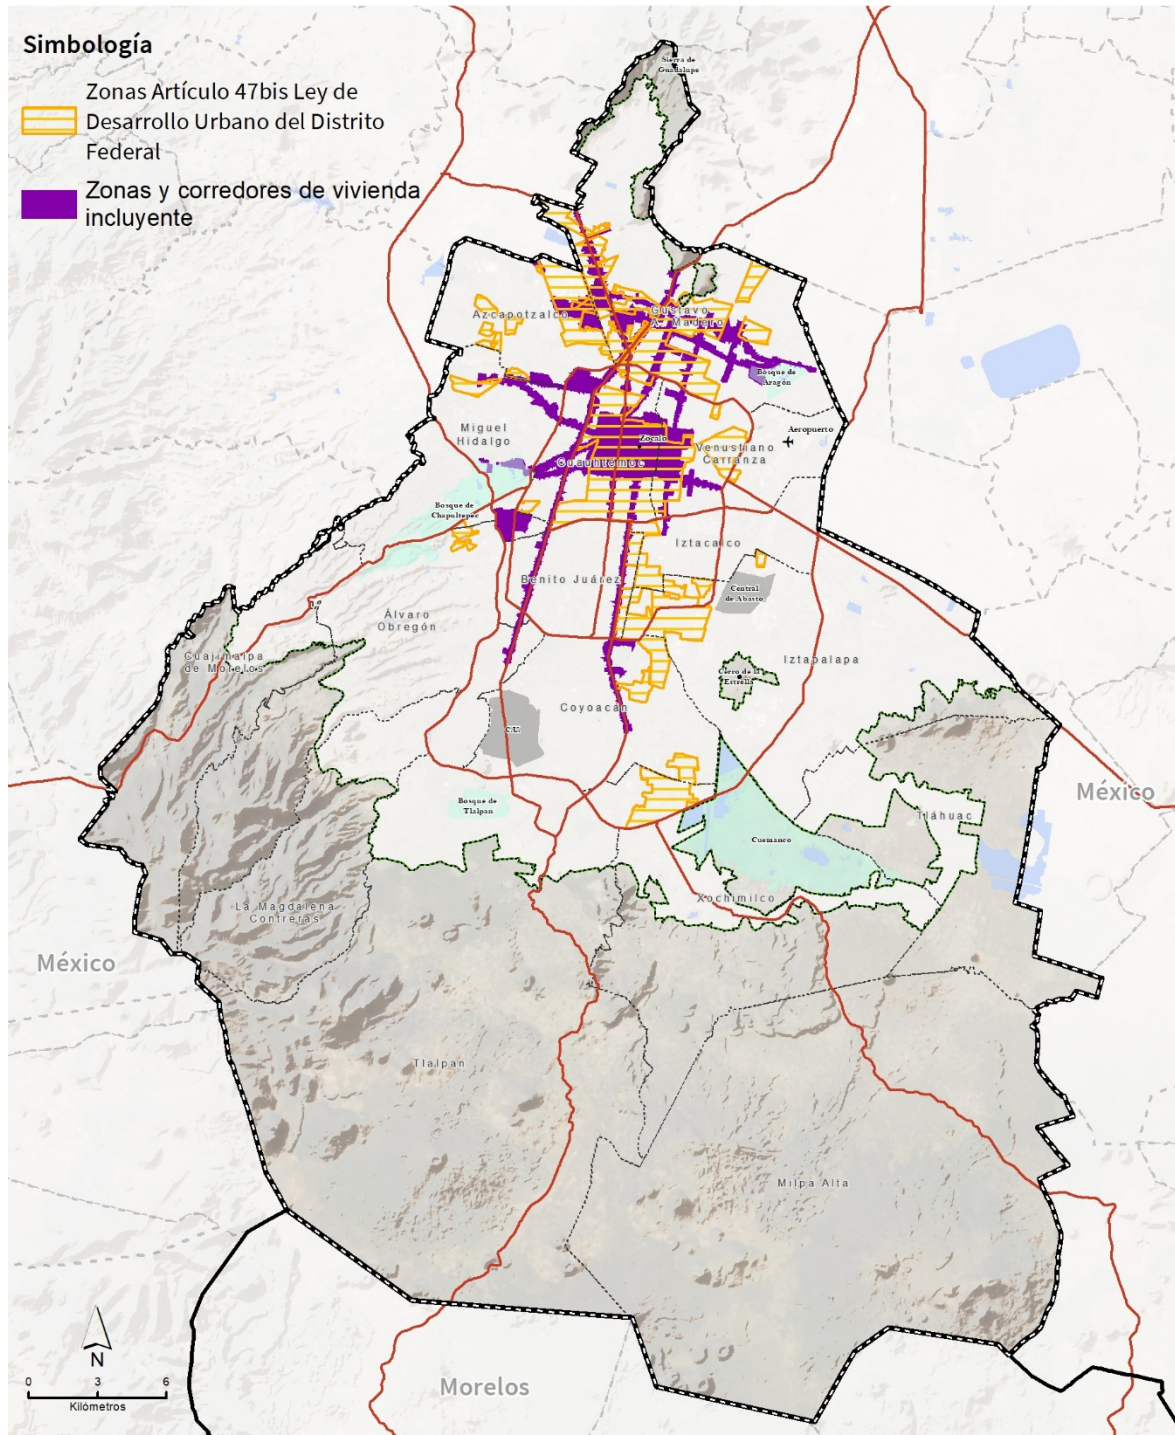 Simbología
Zonas Artículo 47bis Ley de
Desarrollo Urbano del Distrito
Federal
Zonas y corredores de vivienda
incluyente
Sierra de
Guadalupe
Azcapotzalco
Gustavo
A. Madero
Bosque de
Aragón
Miguel
Hidalgo
Zócalo
Aeropuerto
Cuauhtémoc
Venustiano
Carranza
Bosque de
Chapultepec
Iztacalco
Benito Juárez
Central
de Abasto
Álvaro
Obregón
Cuajimalpa
de Morelos
Iztapalapa
Cerro de la
Estrella
Coyoacán
C.U.
México
Bosque de
Tlalpan
Tláhuac
Cuemanco
Xochimilco
La Magdalena
Contreras
México
Tlalpan
Milpa Alta
N
0 3 6
Kilómetros
Morelos